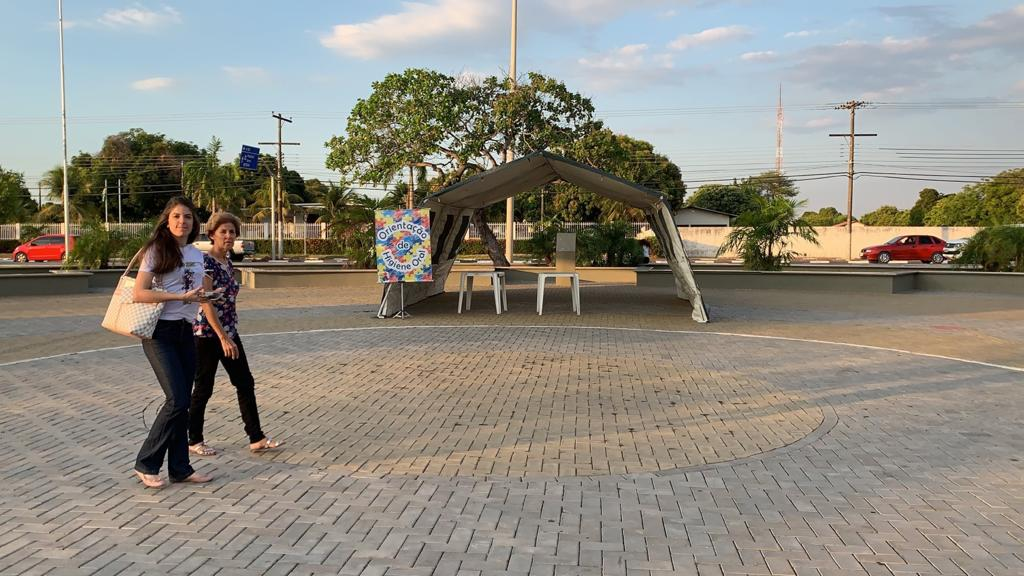 Orientação
de
Higiene Oral